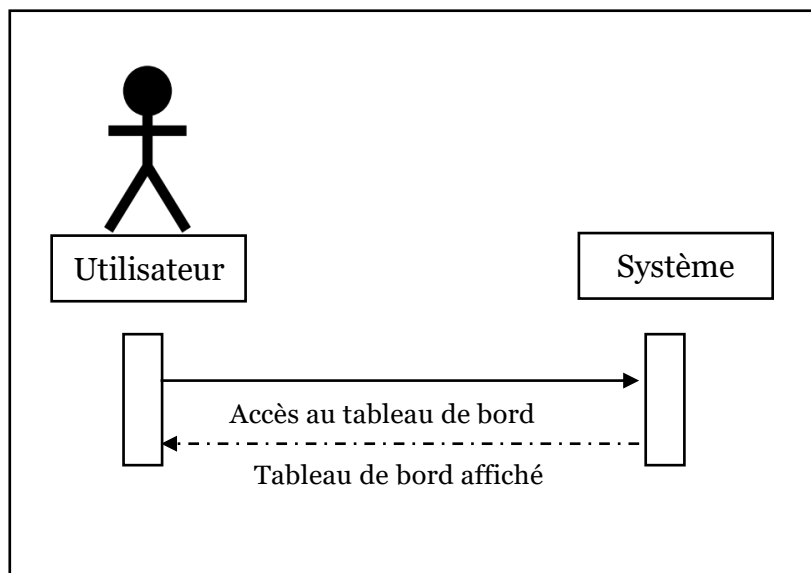 Utilisateur
Système
Accès au tableau de bord
Tableau de bord affiché